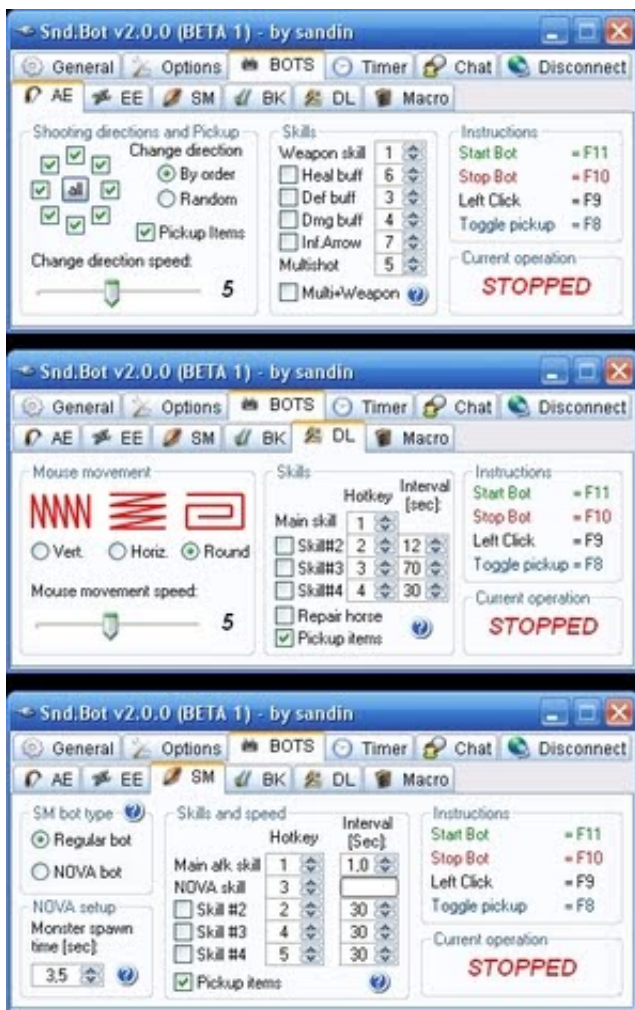 Snd.Bot v2.0.0 (BETA 1) - by sandin
General Options BOTS Timer Chat Disconnect
AE EE SM BK DL Macro
Shooting directions and Pickup
Change direction
all
By order
Random
Pickup Items
Change direction speed:
5
Skills
Weapon skill 1
Heal buff 6
Def buff 3
Dmg buff 4
Inf.Arrow 7
Multishot 5
Multi+Weapon ?
Instructions
Start Bot = F11
Stop Bot = F10
Left Click = F9
Toggle pickup = F8
Current operation
STOPPED
Snd.Bot v2.0.0 (BETA 1) - by sandin
General Options BOTS Timer Chat Disconnect
AE EE SM BK DL Macro
Mouse movement
Vert. Horiz. Round
Mouse movement speed:
5
Skills
Hotkey Interval [sec]:
Main skill 1
Skill#2 2 12
Skill#3 3 70
Skill#4 4 30
Repair horse
Pickup items ?
Instructions
Start Bot = F11
Stop Bot = F10
Left Click = F9
Toggle pickup = F8
Current operation
STOPPED
Snd.Bot v2.0.0 (BETA 1) - by sandin
General Options BOTS Timer Chat Disconnect
AE EE SM BK DL Macro
SM bot type ?
Regular bot
NOVA bot
NOVA setup
Monster spawn
time [sec]:
3,5 ?
Skills and speed
Hotkey Interval [Sec]:
Main afk skill 1 1,0
NOVA skill 3
Skill #2 2 30
Skill #3 4 30
Skill #4 5 30
Pickup items ?
Instructions
Start Bot = F11
Stop Bot = F10
Left Click = F9
Toggle pickup = F8
Current operation
STOPPED